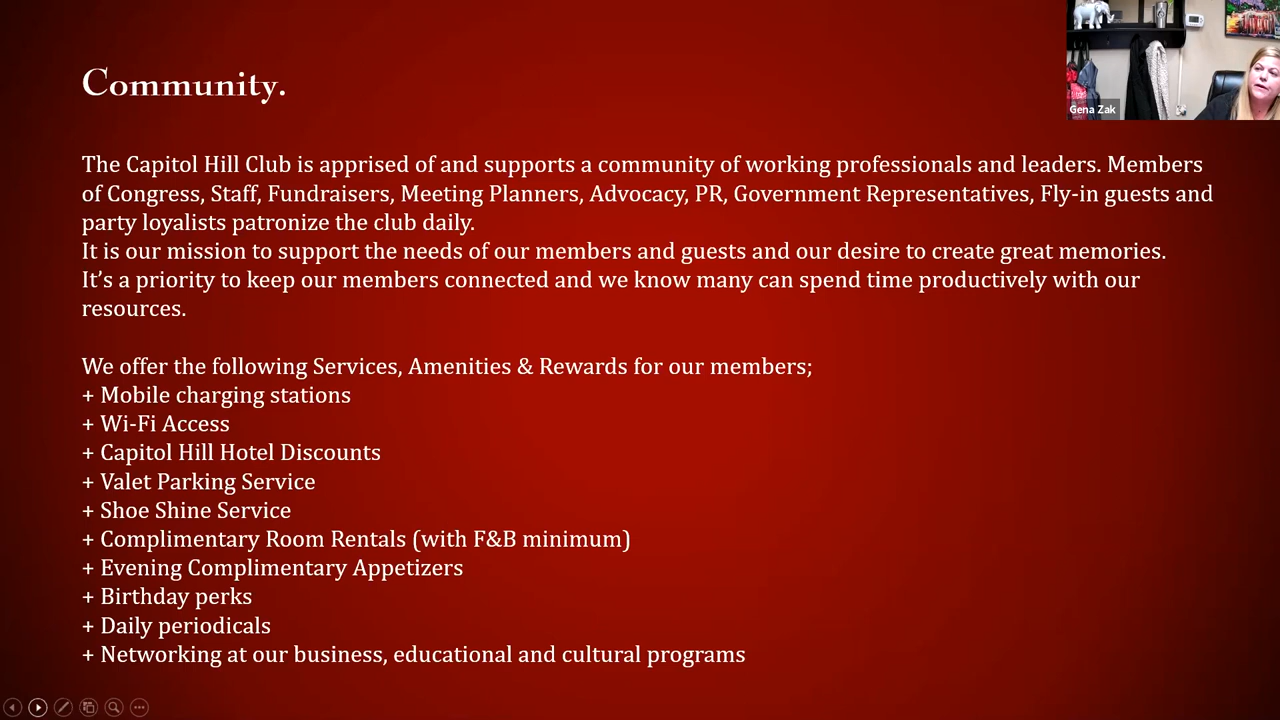 Community.
Gena Zak
The Capitol Hill Club is apprised of and supports a community of working professionals and leaders. Members
of Congress, Staff, Fundraisers, Meeting Planners, Advocacy, PR, Government Representatives, Fly-in guests and
party loyalists patronize the club daily.
It is our mission to support the needs of our members and guests and our desire to create great memories.
It’s a priority to keep our members connected and we know many can spend time productively with our
resources.
We offer the following Services, Amenities & Rewards for our members;
+ Mobile charging stations
+ Wi-Fi Access
+ Capitol Hill Hotel Discounts
+ Valet Parking Service
+ Shoe Shine Service
+ Complimentary Room Rentals (with F&B minimum)
+ Evening Complimentary Appetizers
+ Birthday perks
+ Daily periodicals
+ Networking at our business, educational and cultural programs